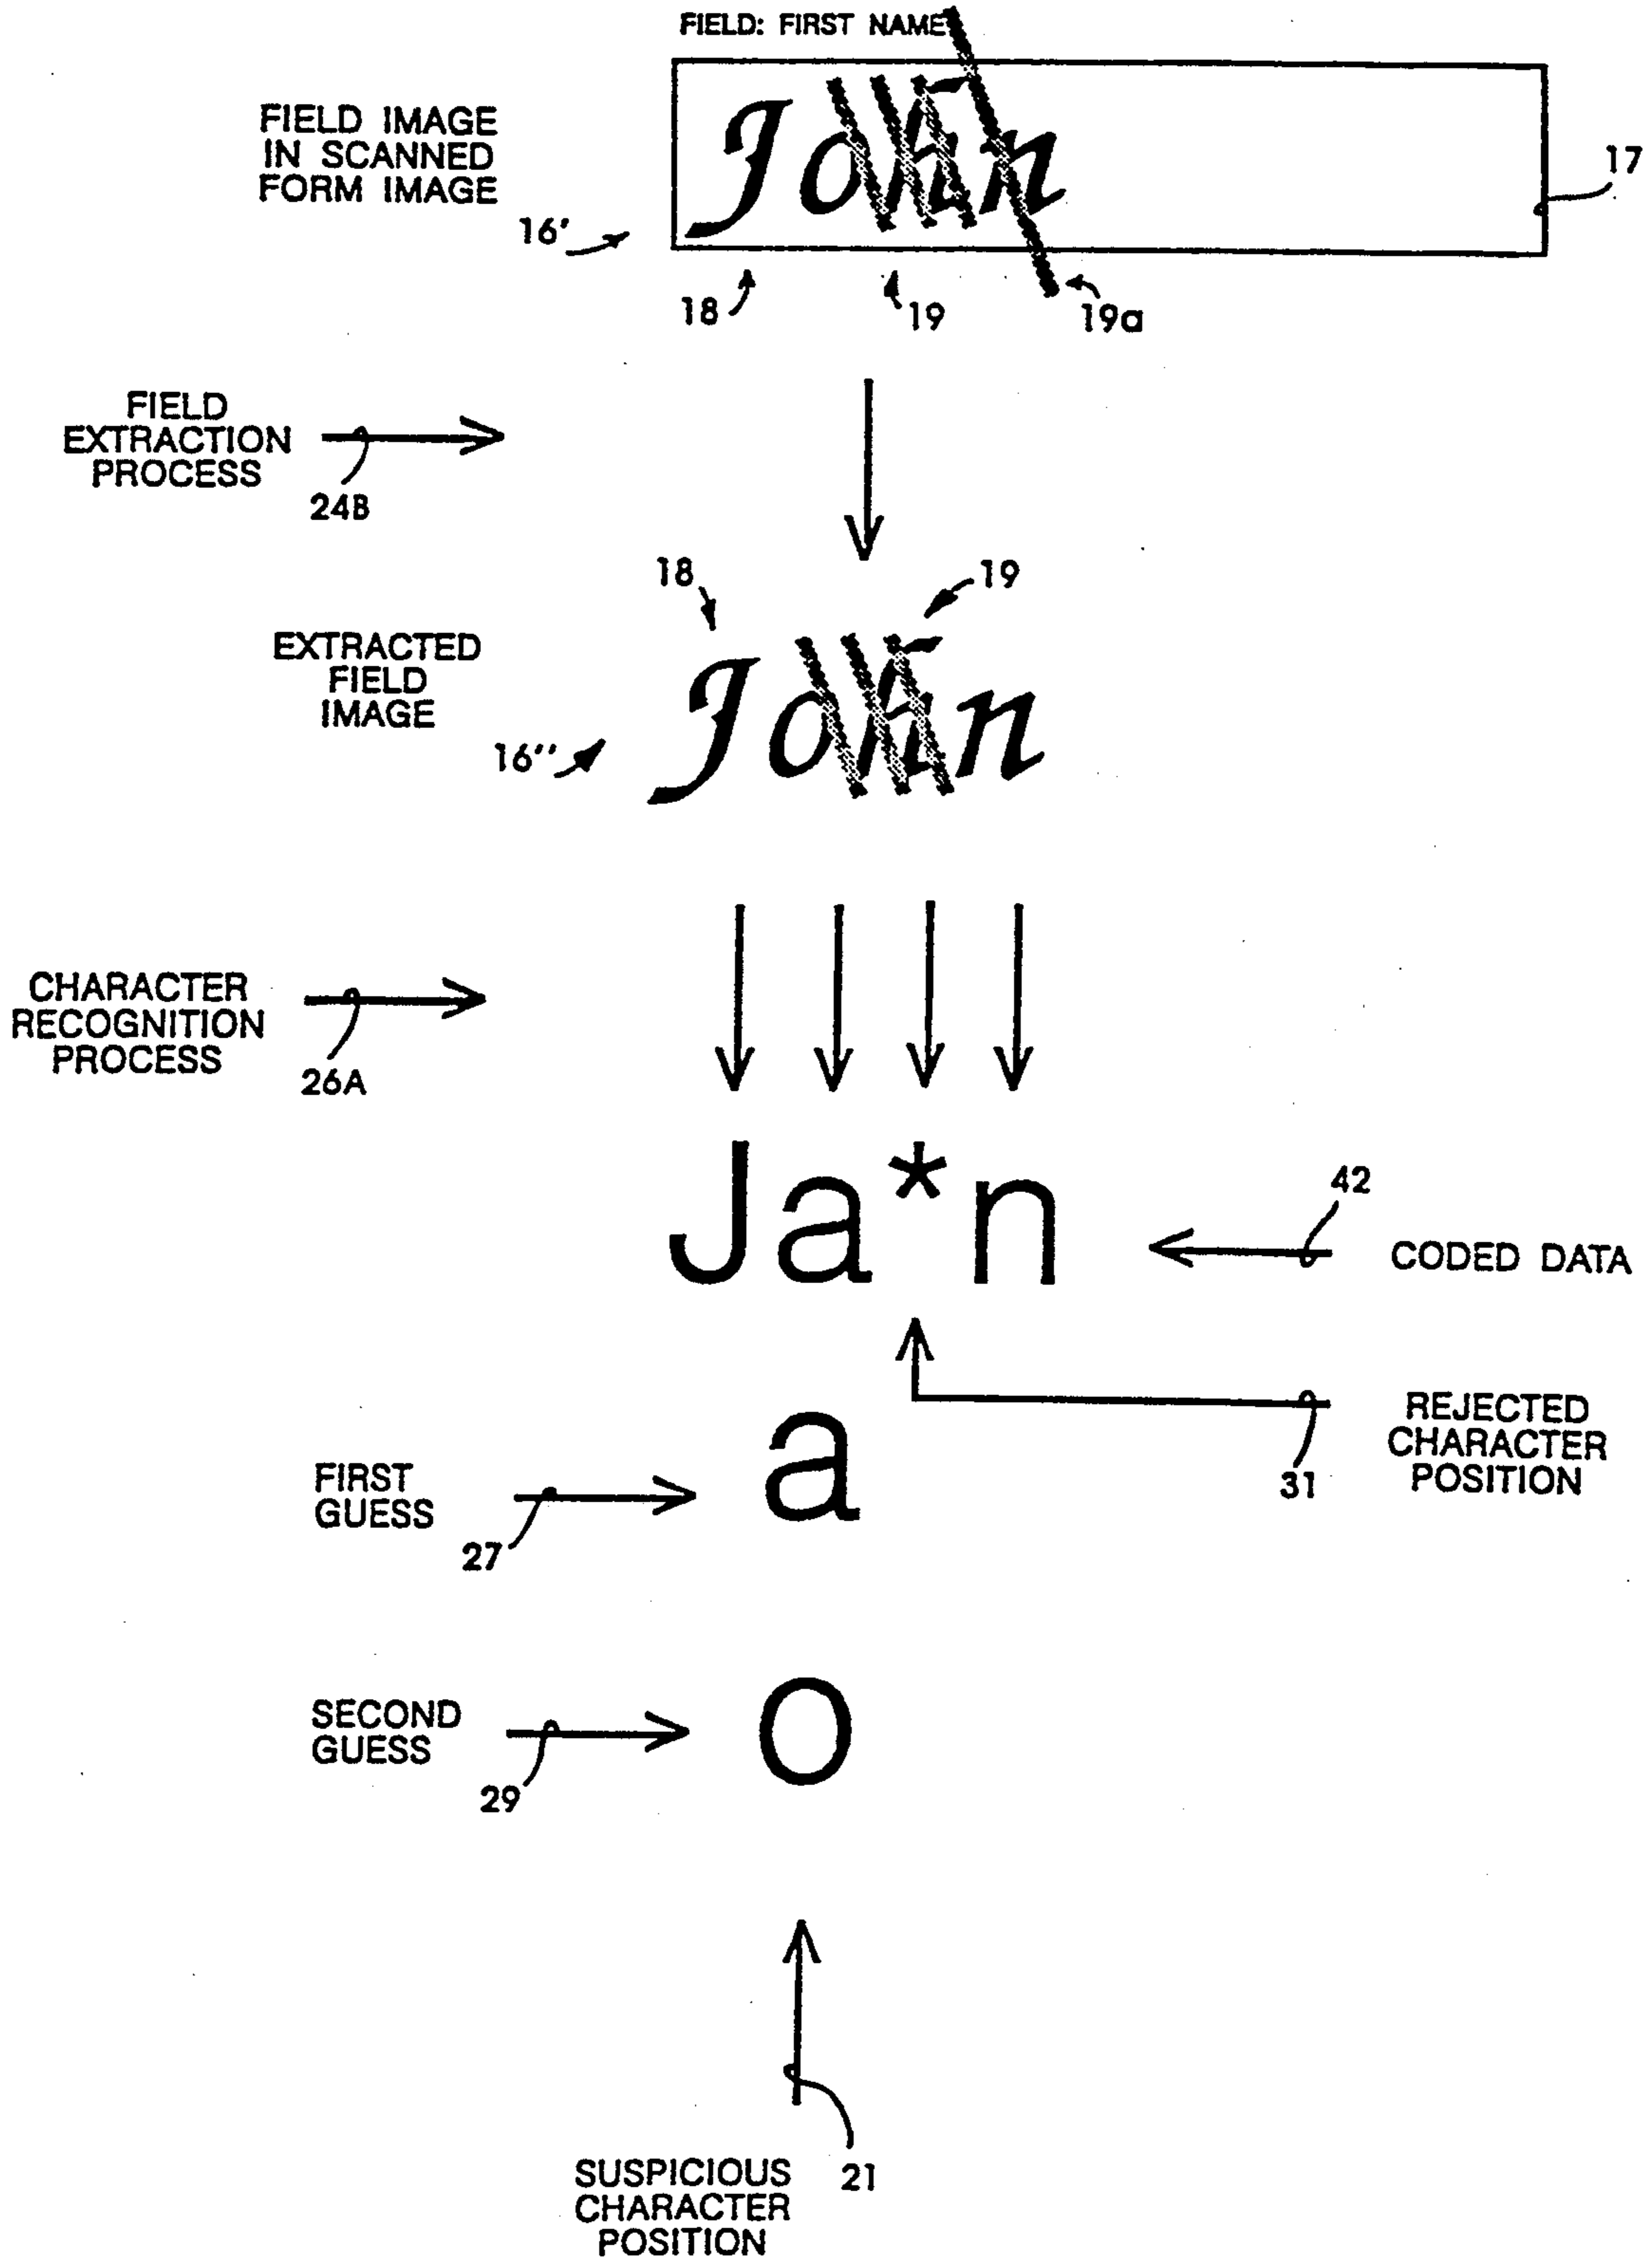 FIELD: FIRST NAME
FIELD IMAGE
IN SCANNED
FORM IMAGE
17
16'
John
18
19
19a
FIELD
EXTRACTION
PROCESS
24B
18
19
EXTRACTED
FIELD
IMAGE
16''
John
CHARACTER
RECOGNITION
PROCESS
26A
Ja*n
42
CODED DATA
REJECTED
CHARACTER
POSITION
31
FIRST
GUESS
27
a
SECOND
GUESS
29
o
SUSPICIOUS
CHARACTER
POSITION
21